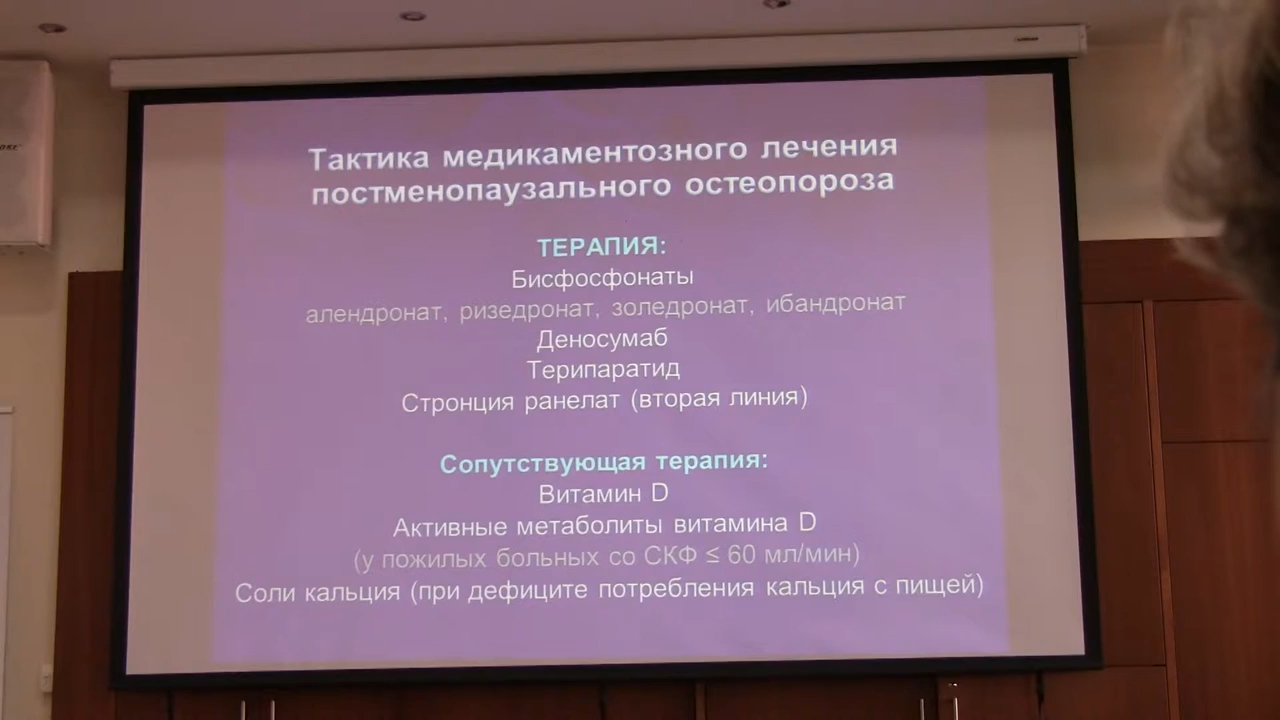 Тактика медикаментозного лечения
постменопаузального остеопороза
ТЕРАПИЯ:
Бисфосфонаты
алендронат, ризедронат, золедронат, ибандронат
Деносумаб
Терипаратид
Стронция ранелат (вторая линия)
Сопутствующая терапия:
Витамин D
Активные метаболиты витамина D
(у пожилых больных со СКФ ≤ 60 мл/мин)
Соли кальция (при дефиците потребления кальция с пищей)